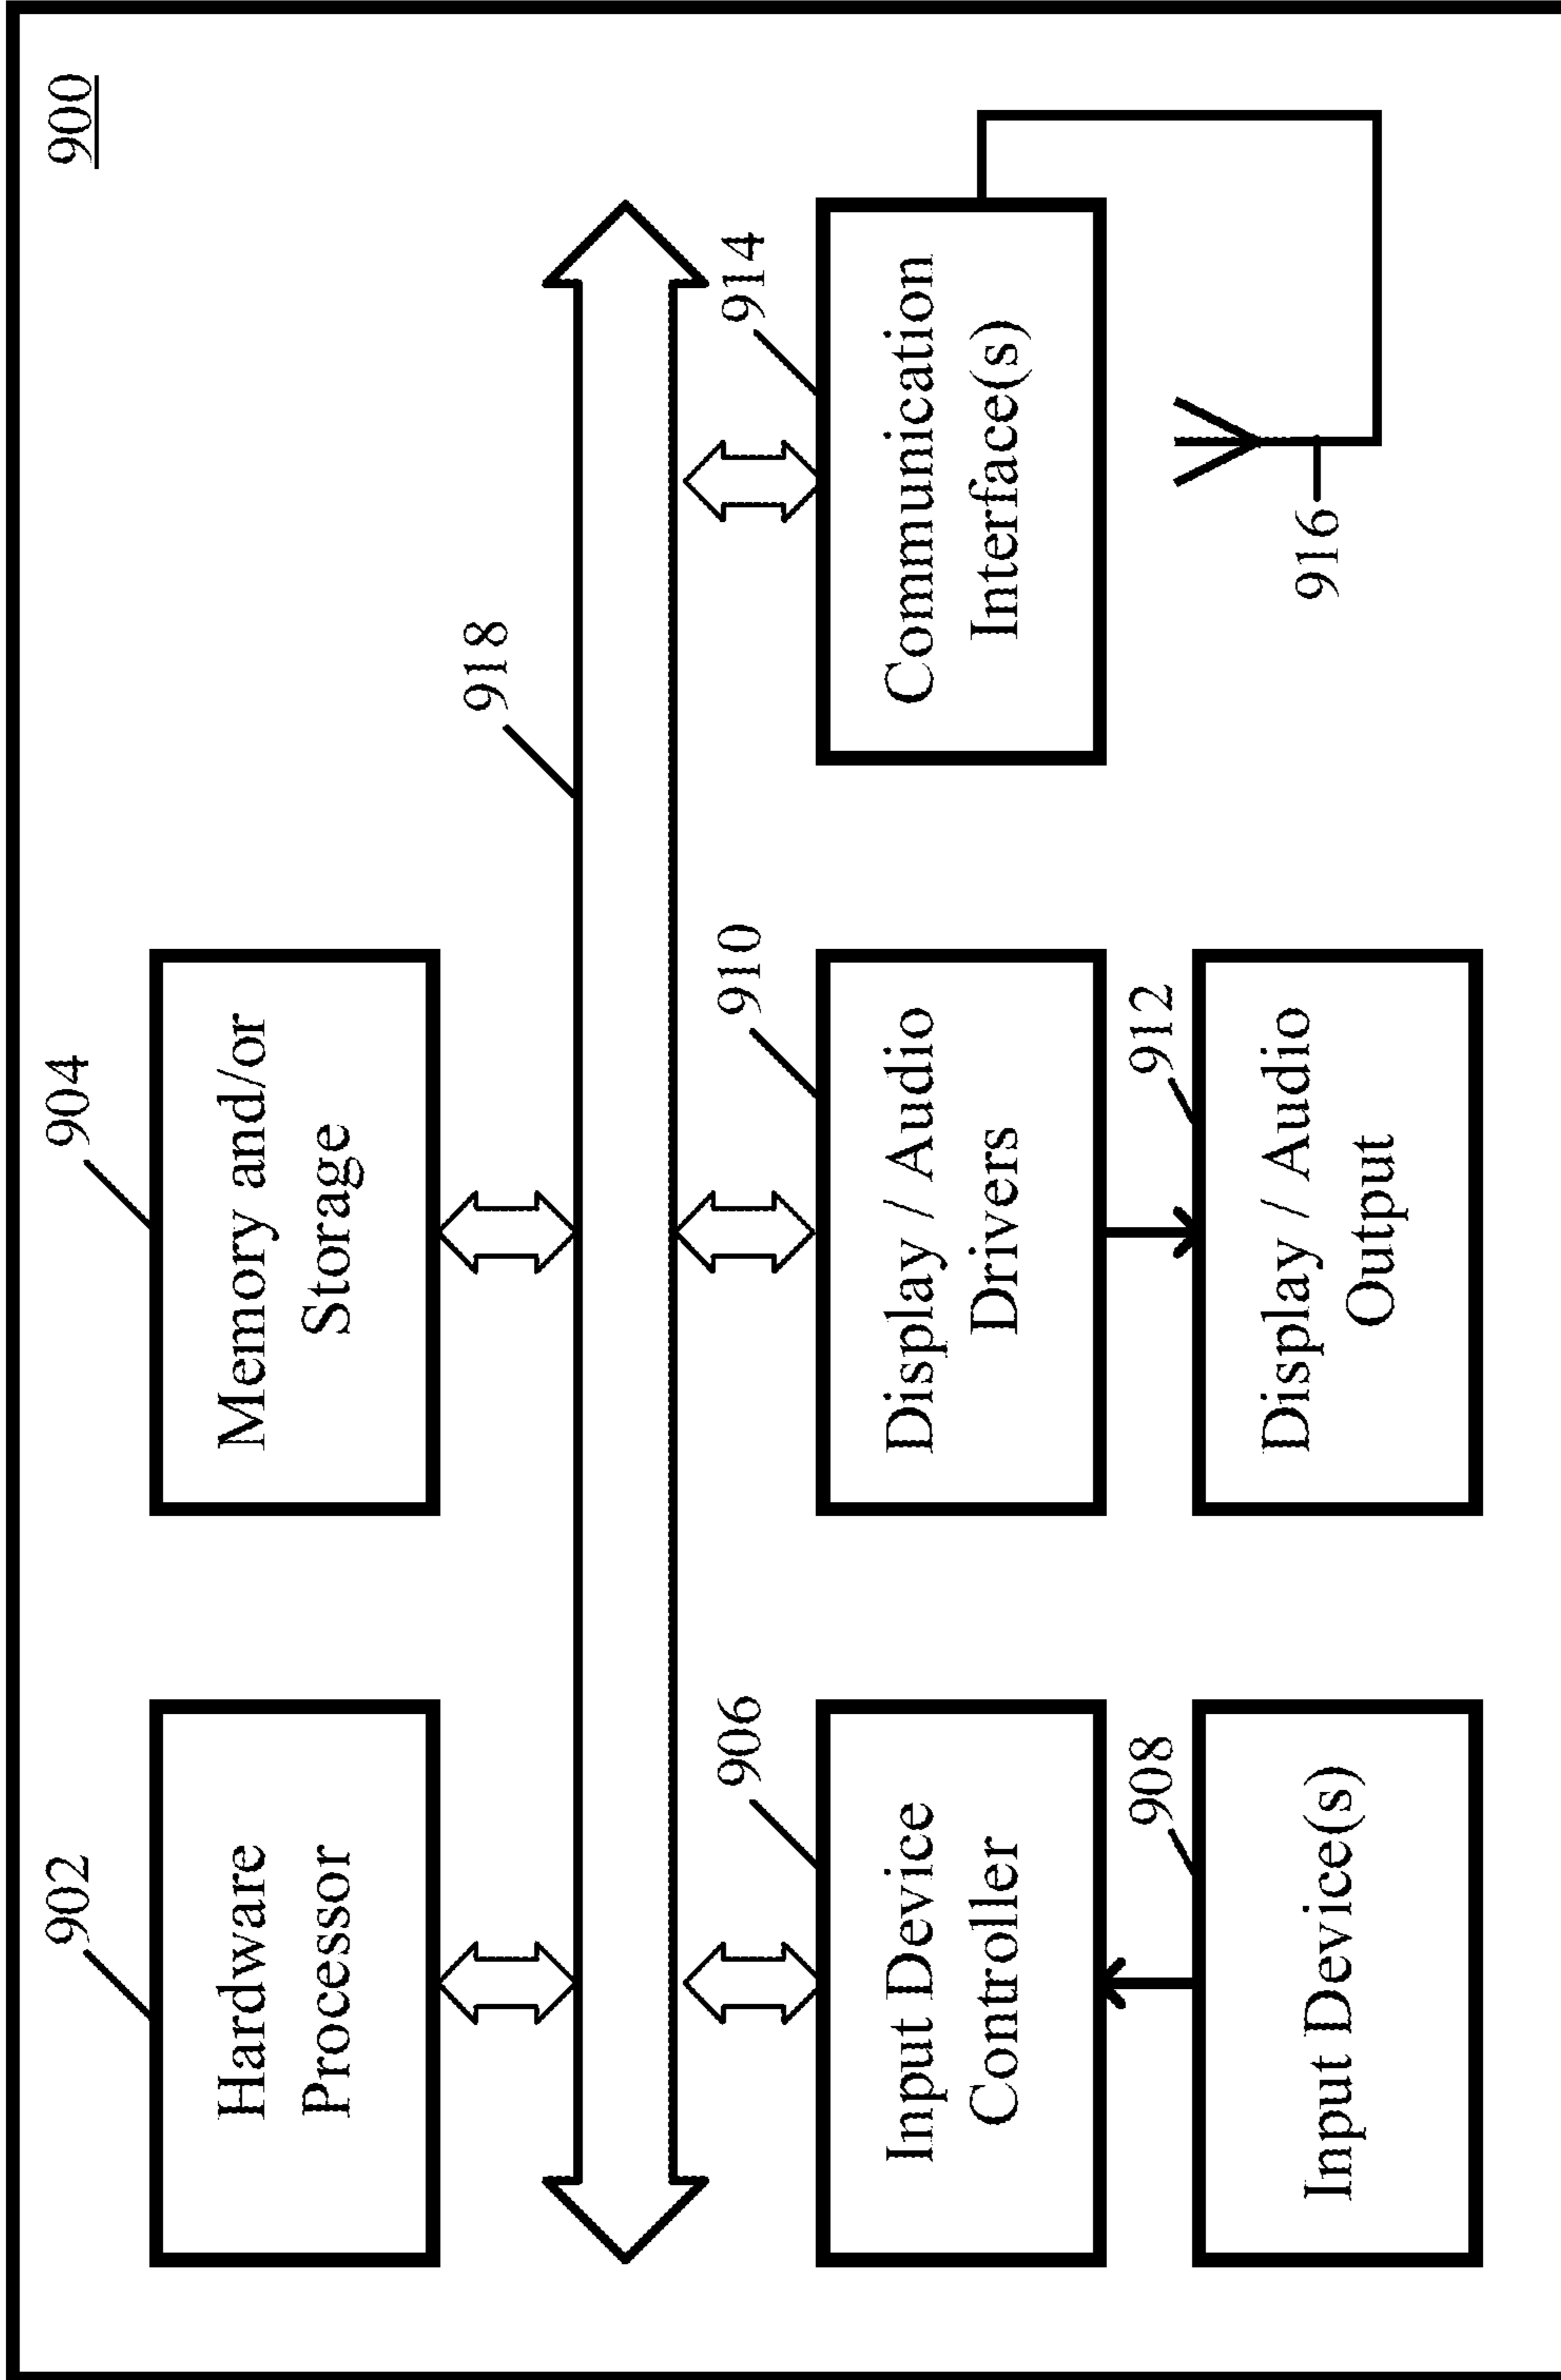 900
902
Hardware
Processor
904
Memory and/or
Storage
918
906
Input Device
Controller
910
Display / Audio
Drivers
914
Communication
Interface(s)
908
Input Device(s)
912
Display / Audio
Output
916